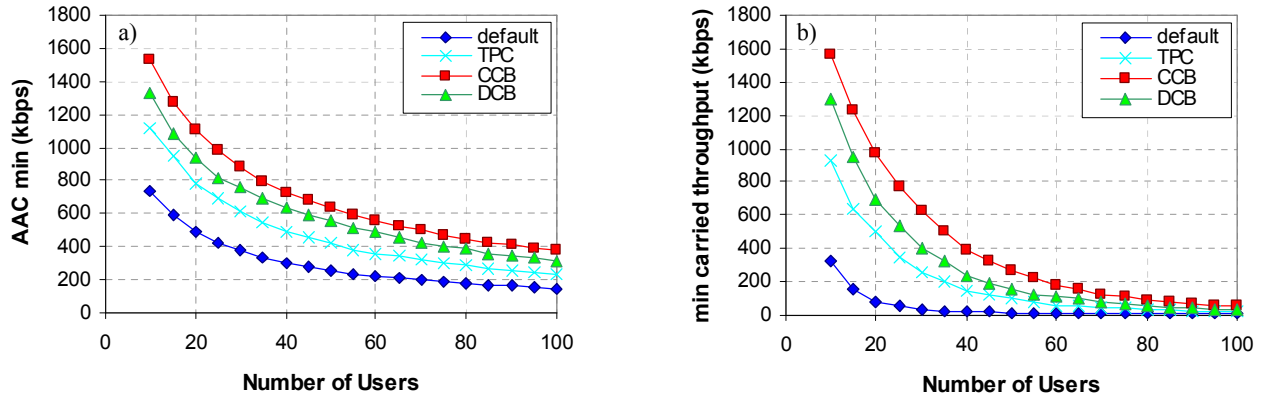 a)
AAC min (kbps)
1800
1600
1400
1200
1000
800
600
400
200
0
0 20 40 60 80 100
Number of Users
default
TPC
CCB
DCB
b)
min carried throughput (kbps)
1800
1600
1400
1200
1000
800
600
400
200
0
0 20 40 60 80 100
Number of Users
default
TPC
CCB
DCB